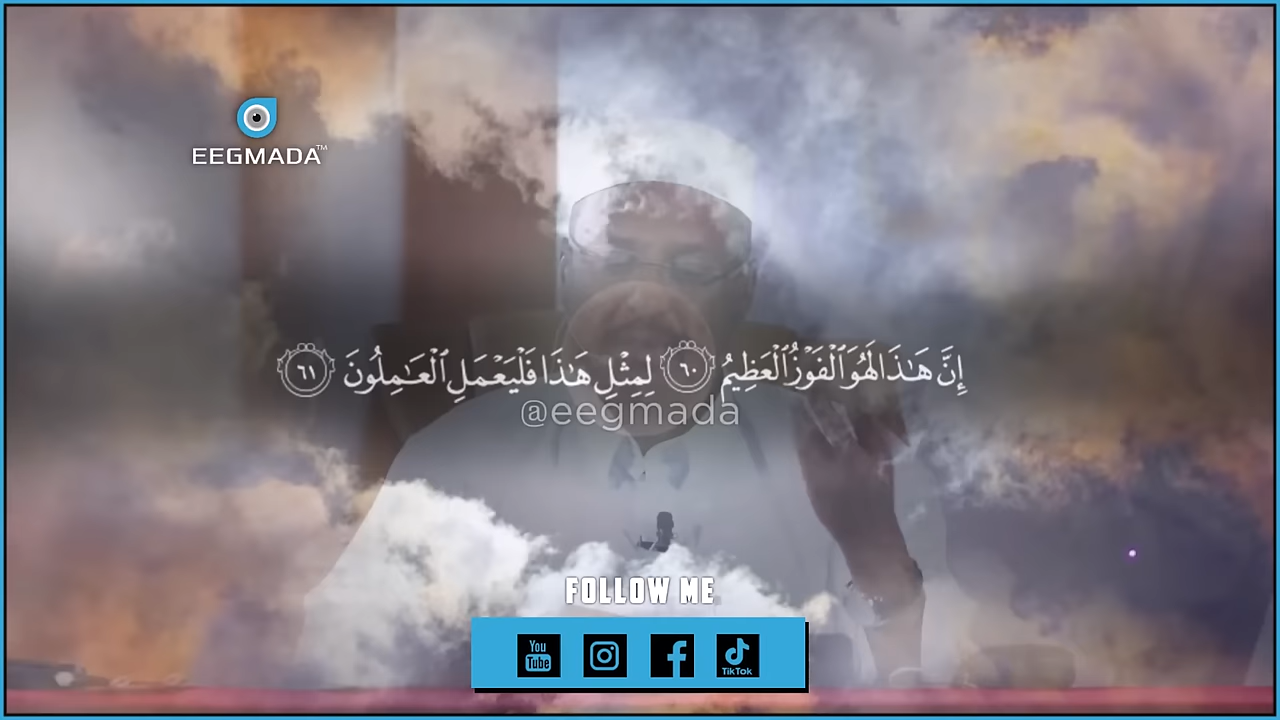 EEGMADA™
إِنَّ هَٰذَا لَهُوَ ٱلْفَوْزُ ٱلْعَظِيمُ ٦٠ لِمِثْلِ هَٰذَا فَلْيَعْمَلِ ٱلْعَٰمِلُونَ ٦١
@eegmada
FOLLOW ME
You Tube TikTok